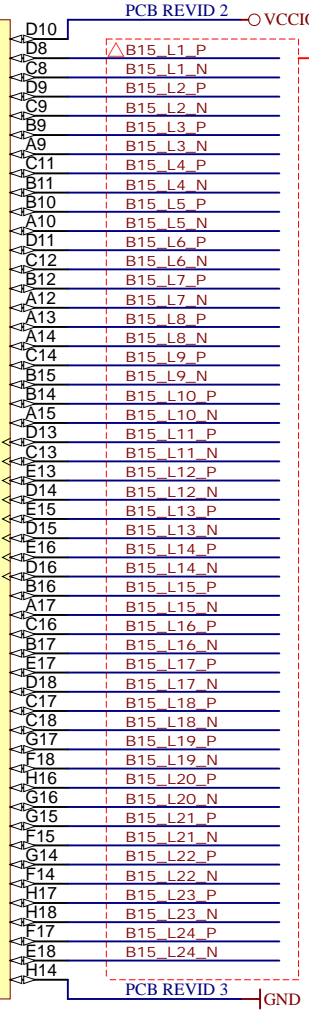 PCB REVID 2
D10 VCCIO
D8 B15_L1_P
C8 B15_L1_N
D9 B15_L2_P
C9 B15_L2_N
B9 B15_L3_P
A9 B15_L3_N
C11 B15_L4_P
B11 B15_L4_N
B10 B15_L5_P
A10 B15_L5_N
D11 B15_L6_P
C12 B15_L6_N
B12 B15_L7_P
A12 B15_L7_N
A13 B15_L8_P
A14 B15_L8_N
C14 B15_L9_P
B15 B15_L9_N
B14 B15_L10_P
A15 B15_L10_N
D13 B15_L11_P
C13 B15_L11_N
E13 B15_L12_P
D14 B15_L12_N
E15 B15_L13_P
D15 B15_L13_N
E16 B15_L14_P
D16 B15_L14_N
B16 B15_L15_P
A17 B15_L15_N
C16 B15_L16_P
B17 B15_L16_N
E17 B15_L17_P
D18 B15_L17_N
C17 B15_L18_P
C18 B15_L18_N
G17 B15_L19_P
F18 B15_L19_N
H16 B15_L20_P
G16 B15_L20_N
G15 B15_L21_P
F15 B15_L21_N
G14 B15_L22_P
F14 B15_L22_N
H17 B15_L23_P
H18 B15_L23_N
F17 B15_L24_P
E18 B15_L24_N
H14
PCB REVID 3
GND